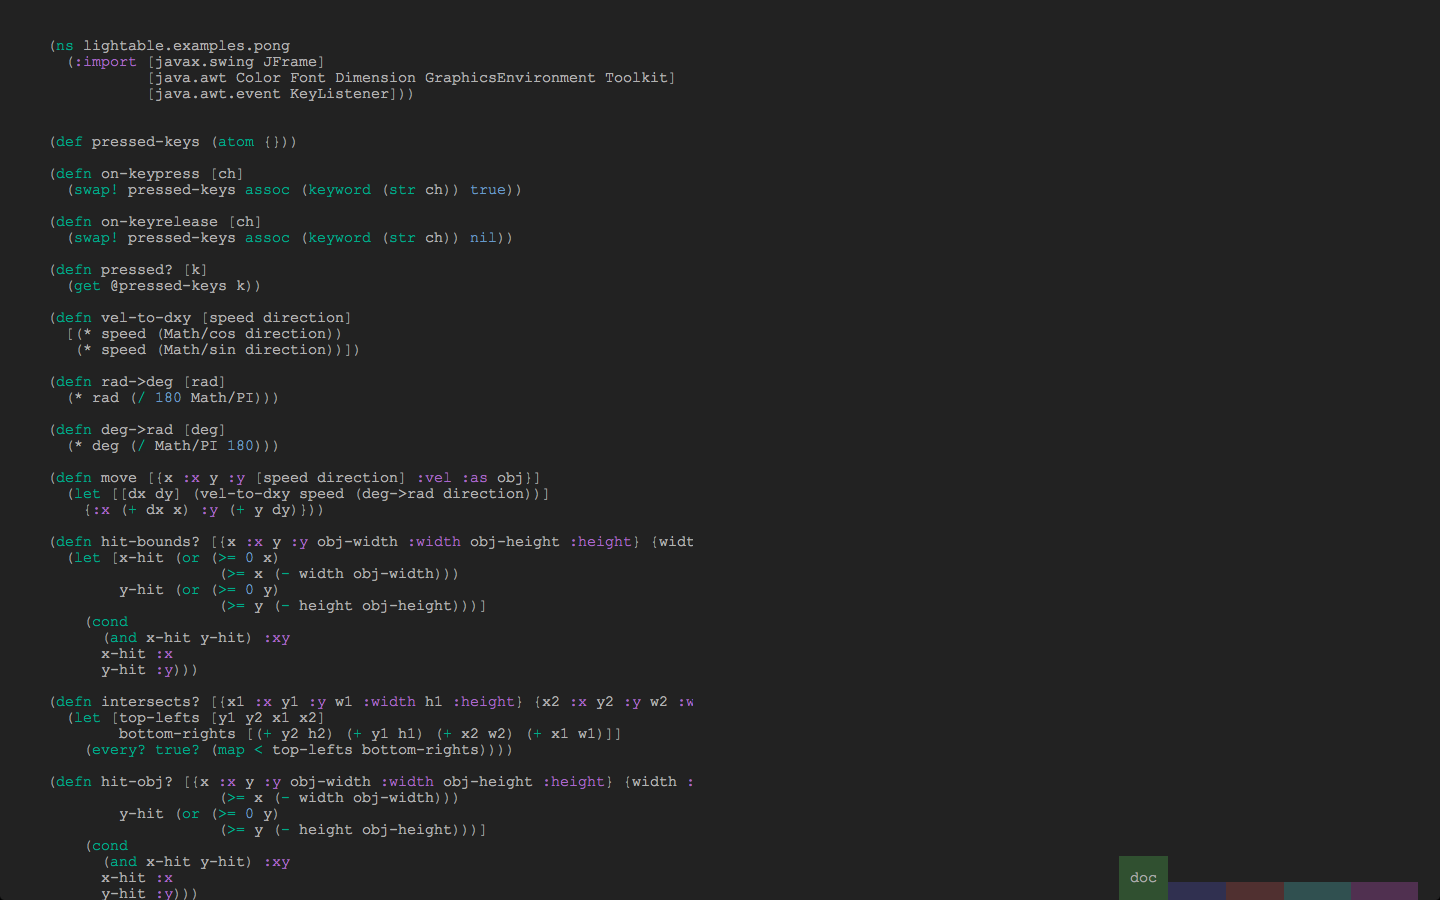 (ns lightable.examples.pong
  (:import [javax.swing JFrame]
           [java.awt Color Font Dimension GraphicsEnvironment Toolkit]
           [java.awt.event KeyListener]))
(def pressed-keys (atom {}))
(defn on-keypress [ch]
  (swap! pressed-keys assoc (keyword (str ch)) true))
(defn on-keyrelease [ch]
  (swap! pressed-keys assoc (keyword (str ch)) nil))
(defn pressed? [k]
  (get @pressed-keys k))
(defn vel-to-dxy [speed direction]
  [(* speed (Math/cos direction))
   (* speed (Math/sin direction))])
(defn rad->deg [rad]
  (* rad (/ 180 Math/PI)))
(defn deg->rad [deg]
  (* deg (/ Math/PI 180)))
(defn move [{x :x y :y [speed direction] :vel :as obj}]
  (let [[dx dy] (vel-to-dxy speed (deg->rad direction))]
    {:x (+ dx x) :y (+ y dy)}))
(defn hit-bounds? [{x :x y :y obj-width :width obj-height :height} {widt
  (let [x-hit (or (>= 0 x)
                   (>= x (- width obj-width)))
        y-hit (or (>= 0 y)
                   (>= y (- height obj-height)))]
    (cond
      (and x-hit y-hit) :xy
      x-hit :x
      y-hit :y)))
(defn intersects? [{x1 :x y1 :y w1 :width h1 :height} {x2 :x y2 :y w2 :w
  (let [top-lefts [y1 y2 x1 x2]
        bottom-rights [(+ y2 h2) (+ y1 h1) (+ x2 w2) (+ x1 w1)]]
    (every? true? (map < top-lefts bottom-rights))))
(defn hit-obj? [{x :x y :y obj-width :width obj-height :height} {width :
                   (>= x (- width obj-width)))
        y-hit (or (>= 0 y)
                   (>= y (- height obj-height)))]
    (cond
      (and x-hit y-hit) :xy
      x-hit :x
      y-hit :y)))
doc